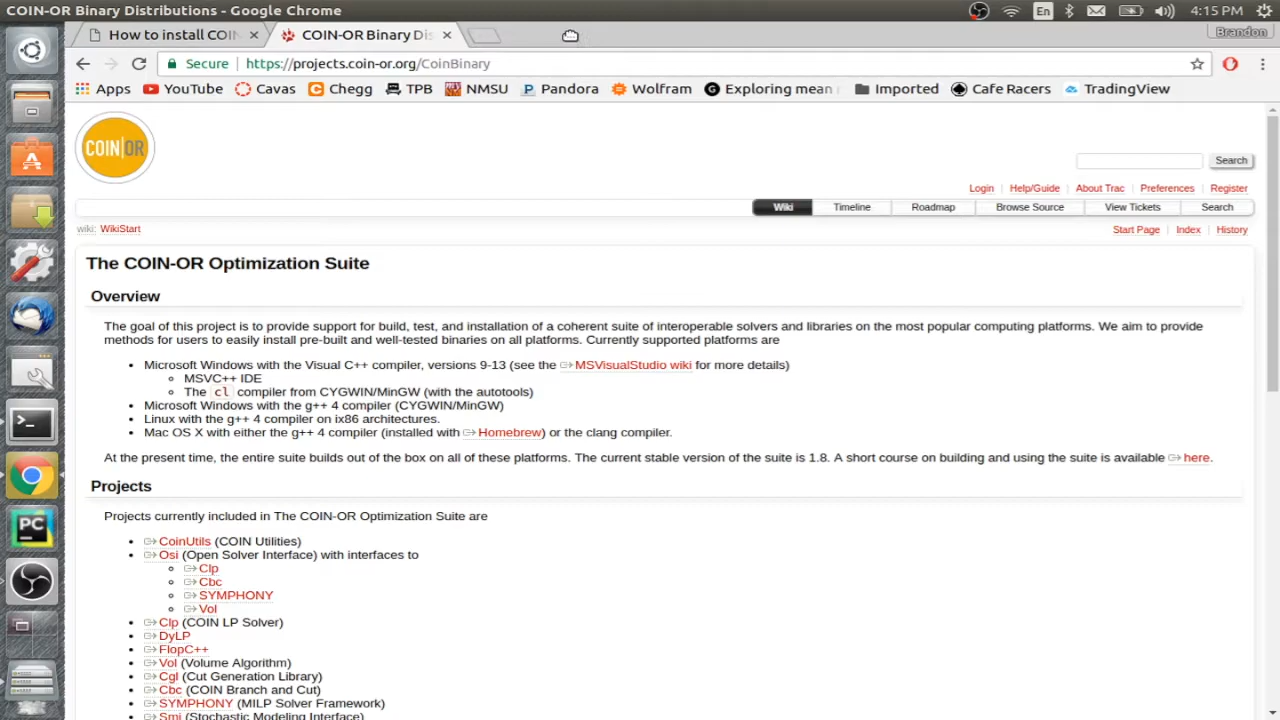 COIN-OR Binary Distributions - Google Chrome
En
4:15 PM
How to install COIN
COIN-OR Binary Dis
Brandon
Secure
https://projects.coin-or.org/CoinBinary
Apps
YouTube
Cavas
Chegg
TPB
NMSU
Pandora
Wolfram
Exploring mean
Imported
Cafe Racers
TradingView
COIN|OR
Search
Login
Help/Guide
About Trac
Preferences
Register
Wiki
Timeline
Roadmap
Browse Source
View Tickets
Search
wiki: WikiStart
Start Page
Index
History
The COIN-OR Optimization Suite
Overview
The goal of this project is to provide support for build, test, and installation of a coherent suite of interoperable solvers and libraries on the most popular computing platforms. We aim to provide
methods for users to easily install pre-built and well-tested binaries on all platforms. Currently supported platforms are
Microsoft Windows with the Visual C++ compiler, versions 9-13 (see the MSVisualStudio wiki for more details)
MSVC++ IDE
The cl compiler from CYGWIN/MinGW (with the autotools)
Microsoft Windows with the g++ 4 compiler (CYGWIN/MinGW)
Linux with the g++ 4 compiler on ix86 architectures.
Mac OS X with either the g++ 4 compiler (installed with Homebrew) or the clang compiler.
At the present time, the entire suite builds out of the box on all of these platforms. The current stable version of the suite is 1.8. A short course on building and using the suite is available here.
Projects
Projects currently included in The COIN-OR Optimization Suite are
CoinUtils (COIN Utilities)
Osi (Open Solver Interface) with interfaces to
Clp
Cbc
SYMPHONY
Vol
Clp (COIN LP Solver)
DyLP
FlopC++
Vol (Volume Algorithm)
Cgl (Cut Generation Library)
Cbc (COIN Branch and Cut)
SYMPHONY (MILP Solver Framework)
Smi (Stochastic Modeling Interface)
PC